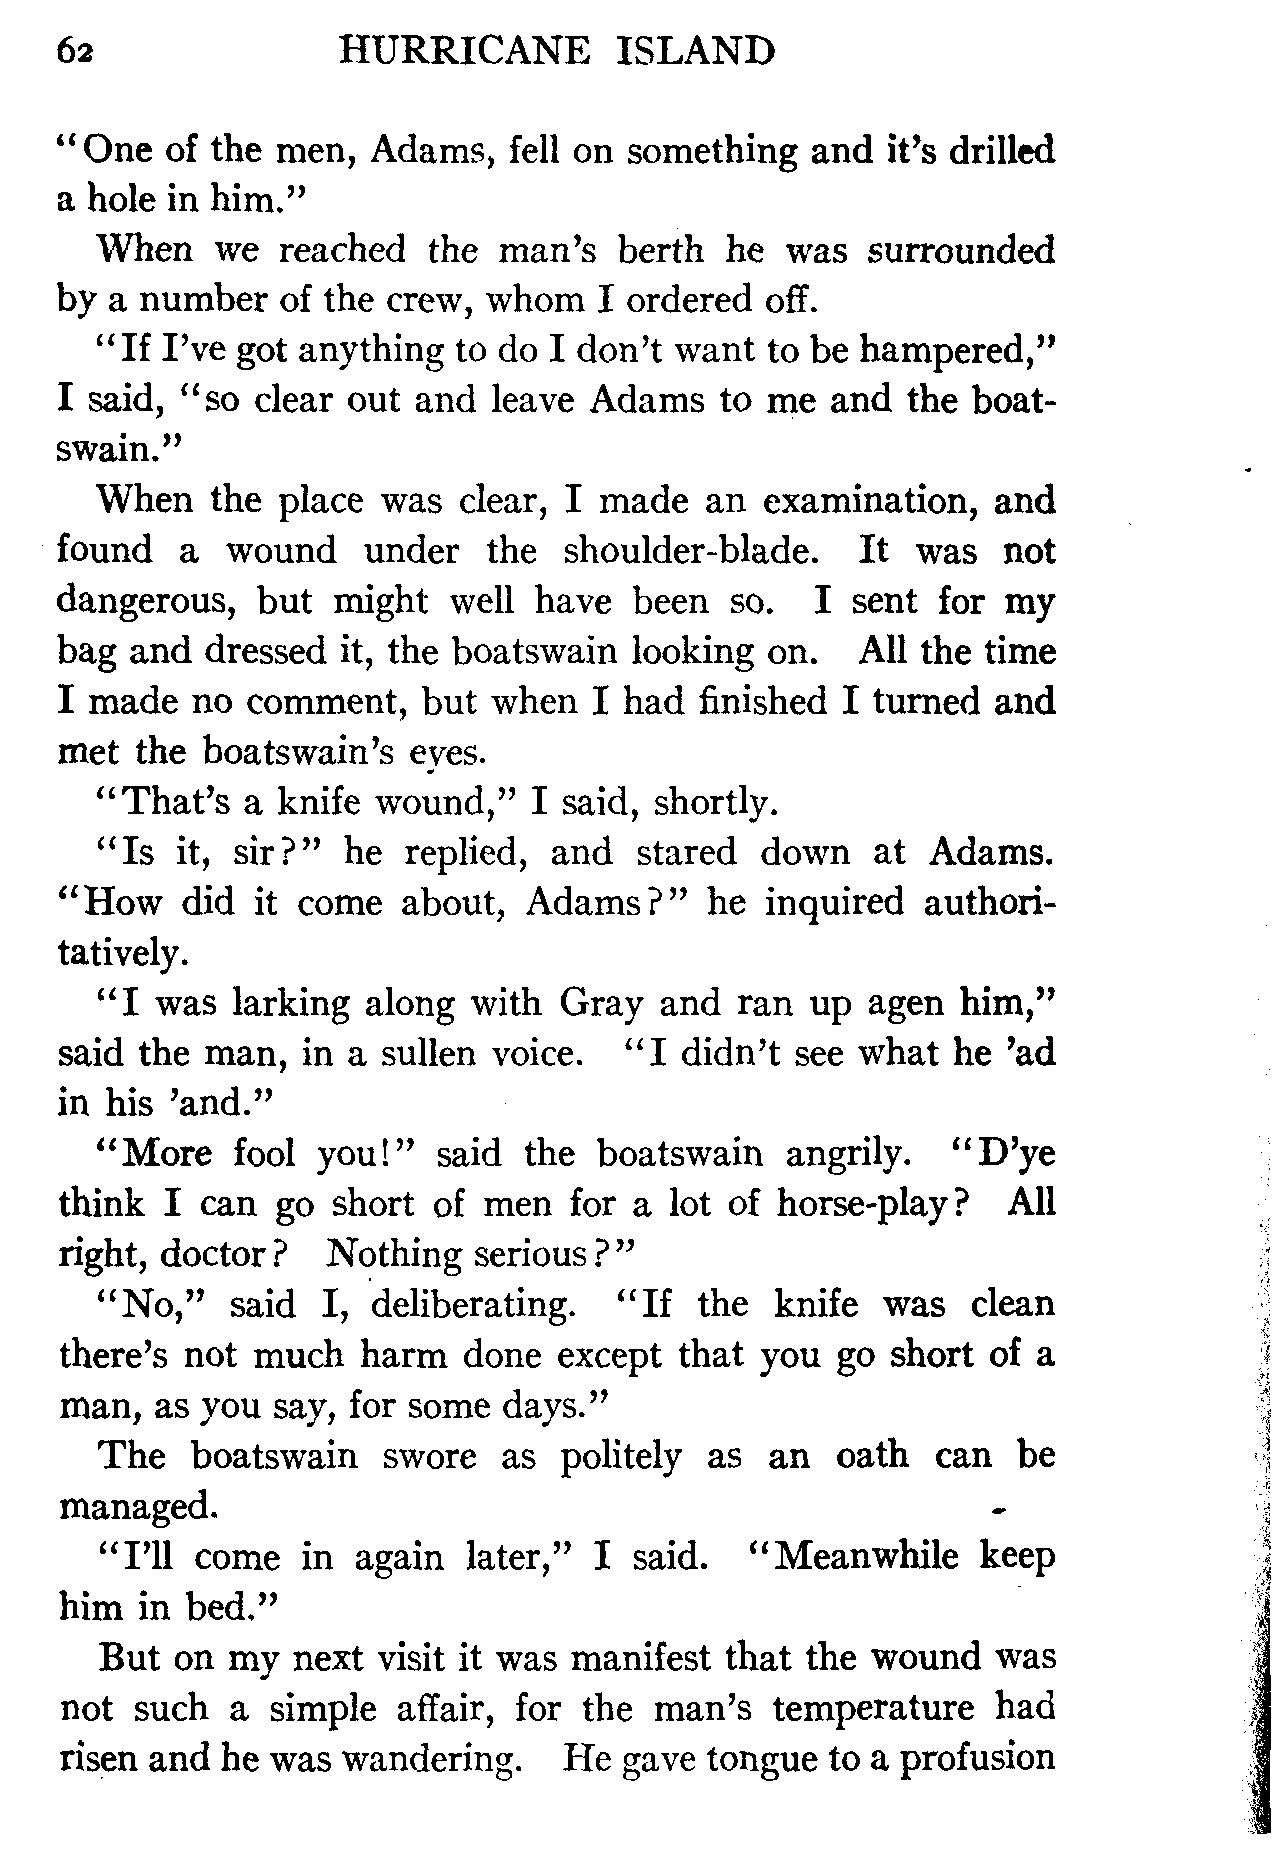 62 HURRICANE ISLAND
"One of the men, Adams, fell on something and it's drilled
a hole in him."
When we reached the man's berth he was surrounded
by a number of the crew, whom I ordered off.
"If I've got anything to do I don't want to be hampered,"
I said, "so clear out and leave Adams to me and the boat-
swain."
When the place was clear, I made an examination, and
found a wound under the shoulder-blade. It was not
dangerous, but might well have been so. I sent for my
bag and dressed it, the boatswain looking on. All the time
I made no comment, but when I had finished I turned and
met the boatswain's eyes.
"That's a knife wound," I said, shortly.
"Is it, sir?" he replied, and stared down at Adams.
"How did it come about, Adams?" he inquired authori-
tatively.
"I was larking along with Gray and ran up agen him,"
said the man, in a sullen voice. "I didn't see what he 'ad
in his 'and."
"More fool you!" said the boatswain angrily. "D'ye
think I can go short of men for a lot of horse-play? All
right, doctor? Nothing serious?"
"No," said I, deliberating. "If the knife was clean
there's not much harm done except that you go short of a
man, as you say, for some days."
The boatswain swore as politely as an oath can be
managed.
"I'll come in again later," I said. "Meanwhile keep
him in bed."
But on my next visit it was manifest that the wound was
not such a simple affair, for the man's temperature had
risen and he was wandering. He gave tongue to a profusion